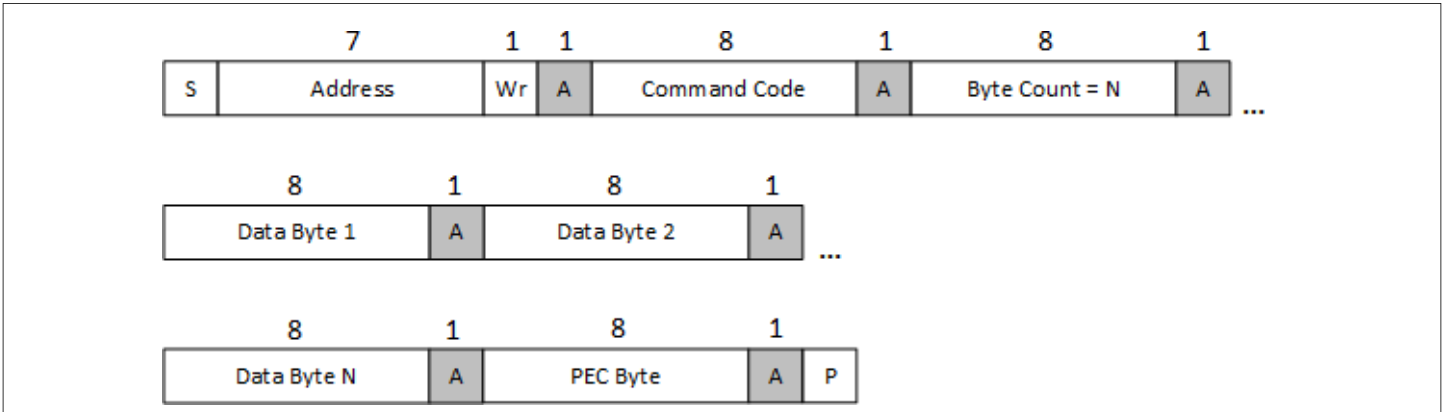 7 1 1 8 1 8 1
S Address Wr A Command Code A Byte Count = N A ...
8 1 8 1
Data Byte 1 A Data Byte 2 A ...
8 1 8 1
Data Byte N A PEC Byte A P